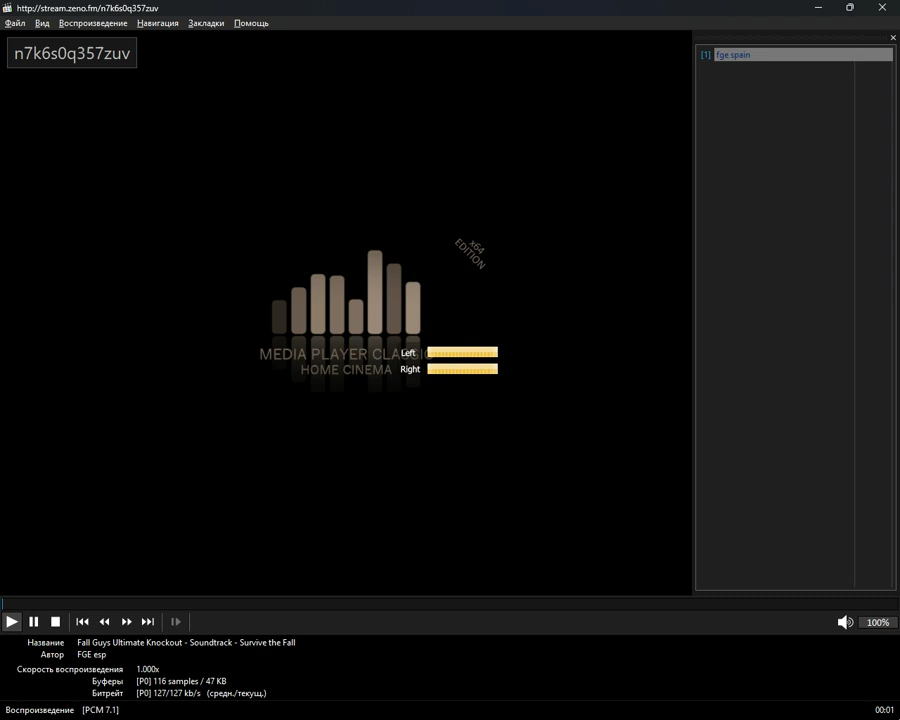 http://stream.zeno.fm/n7k6s0q357zuv
Файл Вид Воспроизведение Навигация Закладки Помощь
n7k6s0q357zuv
[1] fge spain
x64
EDITION
MEDIA PLAYER CLASSIC
HOME CINEMA
Left
Right
100%
Название Fall Guys Ultimate Knockout - Soundtrack - Survive the Fall
Автор FGE esp
Скорость воспроизведения 1.000x
Буферы [P0] 116 samples / 47 KB
Битрейт [P0] 127/127 kb/s (средн./текущ.)
Воспроизведение [PCM 7.1] 00:01